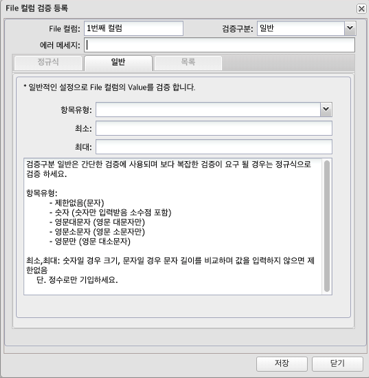 File 컬럼 검증 등록
File 컬럼: 1번째 컬럼 검증구분: 일반
에러 메세지:
정규식 일반 목록
* 일반적인 설정으로 File 컬럼의 Value를 검증 합니다.
항목유형:
최소:
최대:
검증구분 일반은 간단한 검증에 사용되며 보다 복잡한 검증이 요구 될 경우는 정규식으로
검증 하세요.
항목유형:
- 제한없음(문자)
- 숫자 (숫자만 입력받음 소수점 포함)
- 영문대문자 (영문 대문자만)
- 영문소문자 (영문 소문자만)
- 영문만 (영문 대소문자)
최소,최대: 숫자일 경우 크기, 문자일 경우 문자 길이를 비교하며 값을 입력하지 않으면 제
한없음
단. 정수로만 기입하세요.
저장 닫기